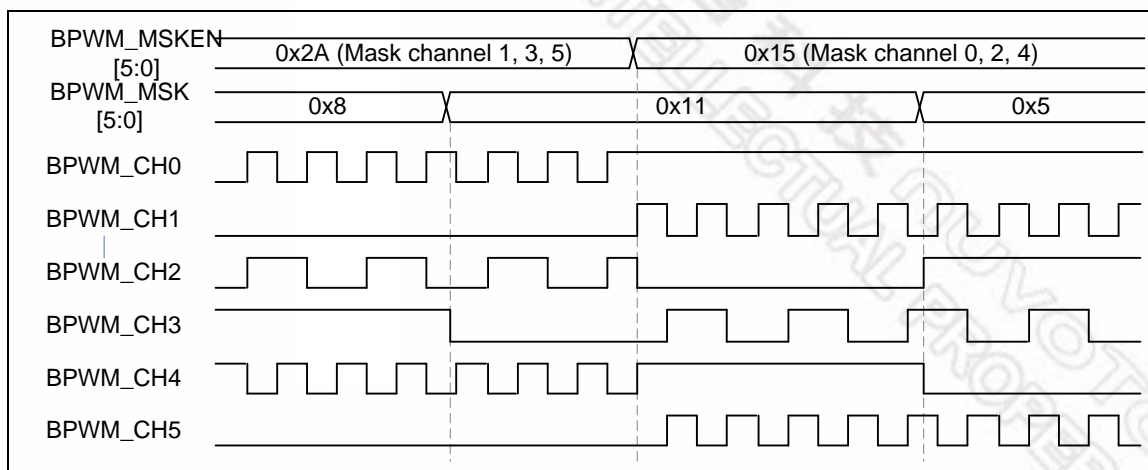 BPWM_MSKEN
[5:0]
0x2A (Mask channel 1, 3, 5)
0x15 (Mask channel 0, 2, 4)
BPWM_MSK
[5:0]
0x8
0x11
0x5
BPWM_CH0
BPWM_CH1
BPWM_CH2
BPWM_CH3
BPWM_CH4
BPWM_CH5